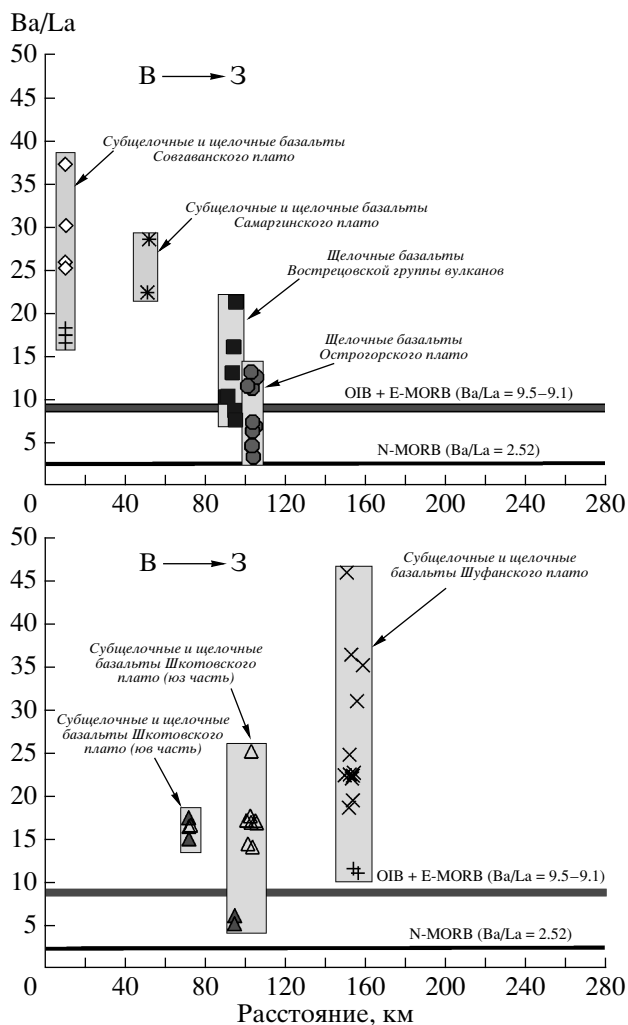 Ba/La
50
45
40
35
30
25
20
15
10
5
0
40
80
120
160
200
240
280
В
З
Субщелочные и щелочные базальты
Совгаванского плато
Субщелочные и щелочные базальты
Самаргинского плато
Щелочные базальты
Вострецовской группы вулканов
Щелочные базальты
Острогорского плато
OIB + E-MORB (Ba/La = 9.5–9.1)
N-MORB (Ba/La = 2.52)
50
45
40
35
30
25
20
15
10
5
0
40
80
120
160
200
240
280
В
З
Субщелочные и щелочные
базальты Шуфанского плато
Субщелочные и щелочные
базальты Шкотовского
плато (юз часть)
Субщелочные и щелочные
базальты Шкотовского
плато (юв часть)
OIB + E-MORB (Ba/La = 9.5–9.1)
N-MORB (Ba/La = 2.52)
Расстояние, км